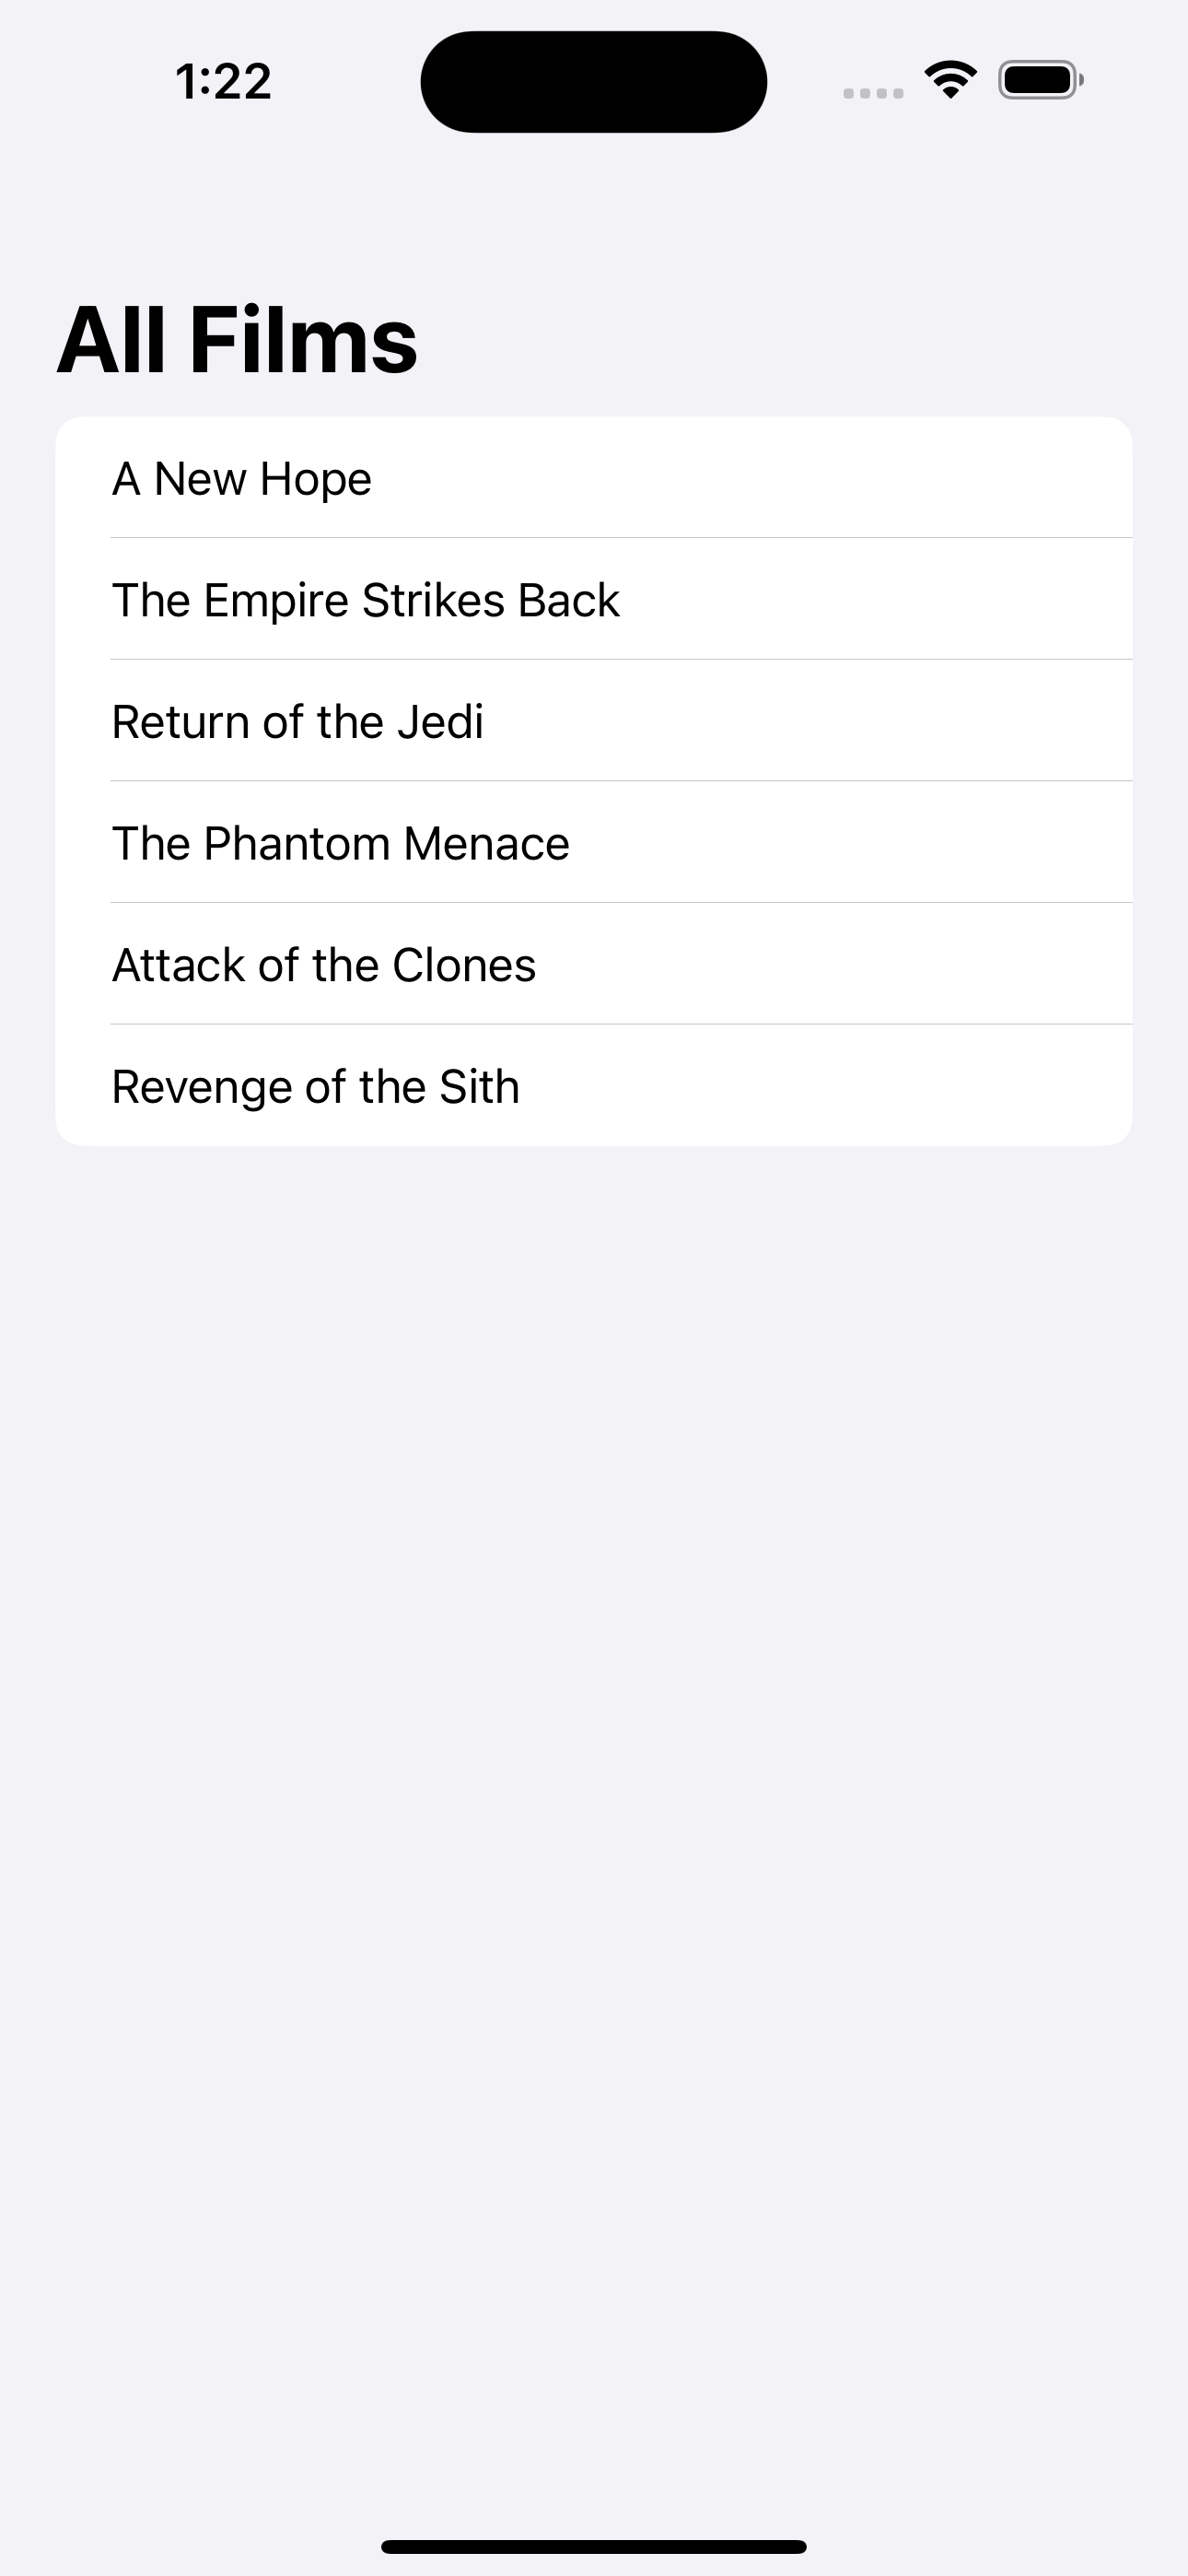 1:22
All Films
A New Hope
The Empire Strikes Back
Return of the Jedi
The Phantom Menace
Attack of the Clones
Revenge of the Sith